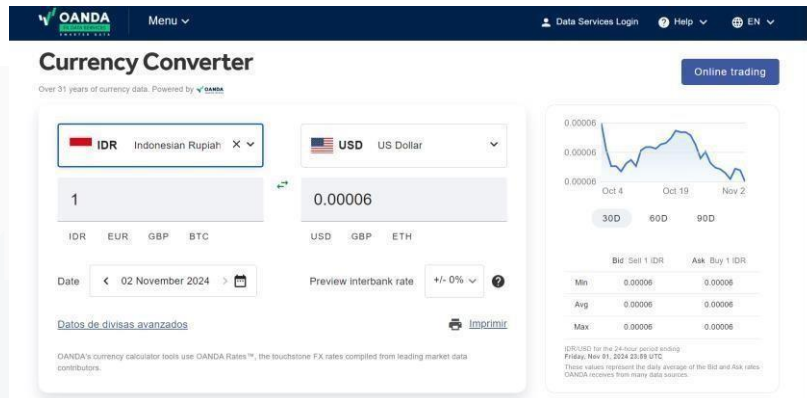 OANDA
Menu
Data Services Login
Help
EN
Currency Converter
Over 31 years of currency data. Powered by OANDA
Online trading
IDR Indonesian Rupiah
USD US Dollar
1
0.00006
IDR EUR GBP BTC
USD GBP ETH
Date
02 November 2024
Preview interbank rate
+/- 0%
Datos de divisas avanzados
Imprimir
OANDA's currency calculator tools use OANDA Rates™, the touchstone FX rates compiled from leading market data
contributors.
0.00006
0.00006
0.00006
Oct 4 Oct 19 Nov 2
30D 60D 90D
Bid Sell 1 IDR Ask Buy 1 IDR
Min 0.00006 0.00006
Avg 0.00006 0.00006
Max 0.00006 0.00006
IDR/USD for the 24-hour period ending
Friday, Nov 01, 2024 23:59 UTC
These values represent the daily average of the Bid and Ask rates
OANDA receives from many data sources.